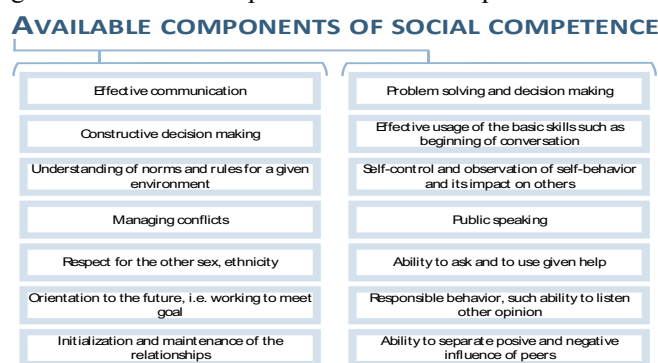 AVAILABLE COMPONENTS OF SOCIAL COMPETENCE
Effective communication
Constructive decision making
Understanding of norms and rules for a given
environment
Managing conflicts
Respect for the other sex, ethnicity
Orientation to the future, i.e. working to meet
goal
Initialization and maintenance of the
relationships
Problem solving and decision making
Effective usage of the basic skills such as
beginning of conversation
Self-control and observation of self-behavior
and its impact on others
Public speaking
Ability to ask and to use given help
Responsible behavior, such ability to listen
other opinion
Ability to separate posive and negative
influence of peers